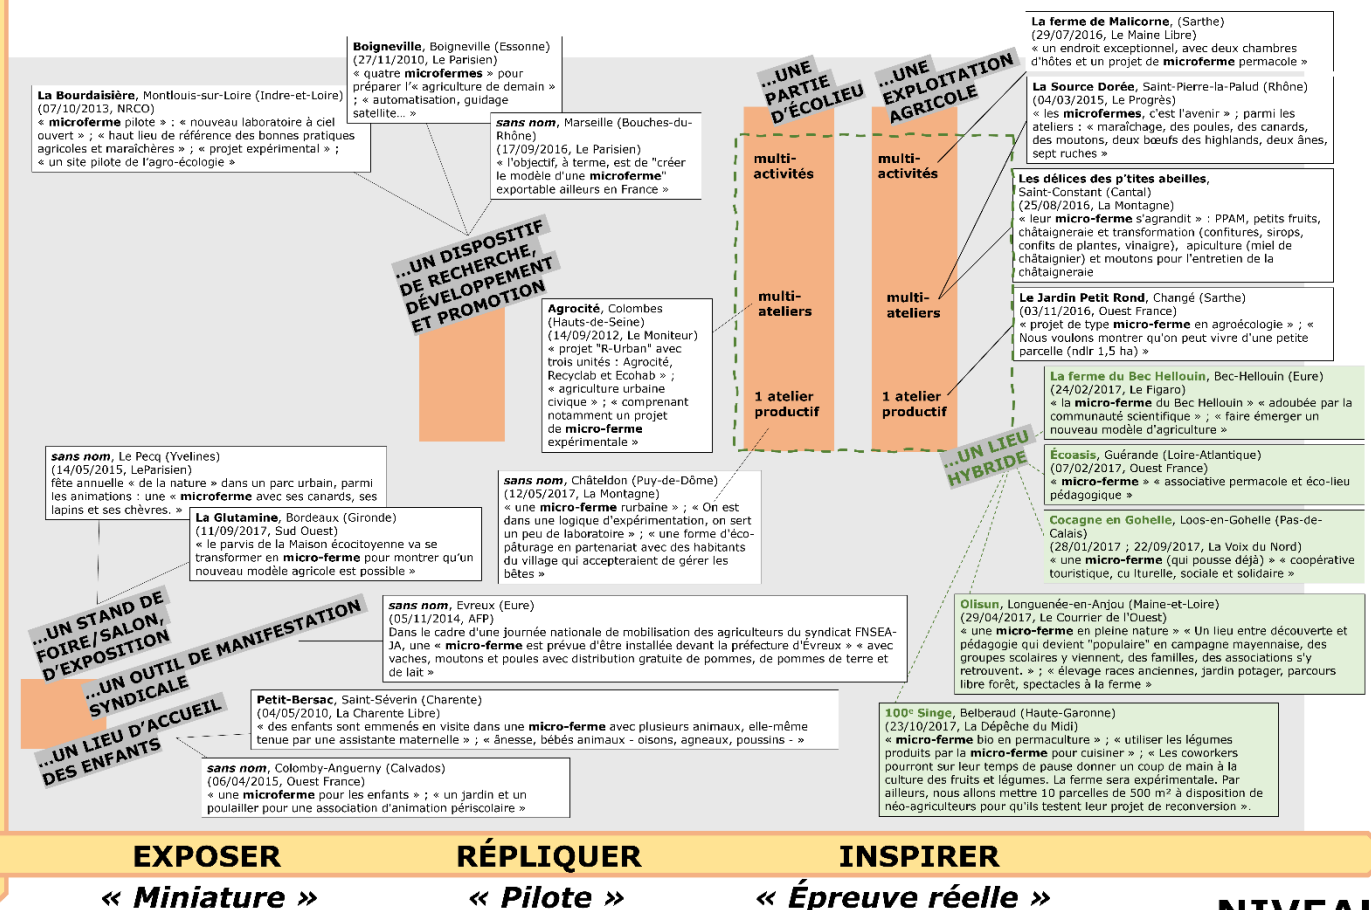 Boigneville, Boigneville (Essonne)
(27/11/2010, Le Parisien)
« quatre microfermes » pour
préparer l'« agriculture de demain »
; « automatisation, guidage
satellite... »
La Bourdaisière, Montlouis-sur-Loire (Indre-et-Loire)
(07/10/2013, NRCO)
« microferme pilote » : « nouveau laboratoire à ciel
ouvert » ; « haut lieu de référence des bonnes pratiques
agricoles et maraîchères » ; « projet expérimental » ;
« un site pilote de l'agro-écologie »
sans nom, Marseille (Bouches-du-
Rhône)
(17/09/2016, Le Parisien)
« l'objectif, à terme, est de "créer
le modèle d'une microferme"
exportable ailleurs en France »
...UN DISPOSITIF
DE RECHERCHE,
DÉVELOPPEMENT
ET PROMOTION
...UNE
PARTIE
D'ÉCOLIEU
...UNE
EXPLOITATION
AGRICOLE
multi-
activités
multi-
activités
multi-
ateliers
multi-
ateliers
1 atelier
productif
1 atelier
productif
La ferme de Malicorne, (Sarthe)
(29/07/2016, Le Maine Libre)
« un endroit exceptionnel, avec deux chambres
d'hôtes et un projet de microferme permacole »
La Source Dorée, Saint-Pierre-la-Palud (Rhône)
(04/03/2015, Le Progrès)
« les microfermes, c'est l'avenir » ; parmi les
ateliers : « maraîchage, des poules, des canards,
des moutons, deux bœufs des highlands, deux ânes,
sept ruches »
Les délices des p'tites abeilles,
Saint-Constant (Cantal)
(25/08/2016, La Montagne)
« leur micro-ferme s'agrandit » : PPAM, petits fruits,
châtaigneraie et transformation (confitures, sirops,
confits de plantes, vinaigre), apiculture (miel de
châtaignier) et moutons pour l'entretien de la
châtaigneraie
Le Jardin Petit Rond, Changé (Sarthe)
(03/11/2016, Ouest France)
« projet de type micro-ferme en agroécologie » ; «
Nous voulons montrer qu'on peut vivre d'une petite
parcelle (ndlr 1,5 ha) »
Agrocité, Colombes
(Hauts-de-Seine)
(14/09/2012, Le Moniteur)
« projet "R-Urban" avec
trois unités : Agrocité,
Recyclab et Ecohab » ;
« agriculture urbaine
civique » ; « comprenant
notamment un projet
de micro-ferme
expérimentale »
La ferme du Bec Hellouin, Bec-Hellouin (Eure)
(24/02/2017, Le Figaro)
« la micro-ferme du Bec Hellouin » « adoubée par la
communauté scientifique » ; « faire émerger un
nouveau modèle d'agriculture »
...UN LIEU
HYBRIDE
Écoasis, Guérande (Loire-Atlantique)
(07/02/2017, Ouest France)
« micro-ferme » « associative permacole et éco-lieu
pédagogique »
Cocagne en Gohelle, Loos-en-Gohelle (Pas-de-
Calais)
(28/01/2017 ; 22/09/2017, La Voix du Nord)
« une micro-ferme (qui pousse déjà) » « coopérative
touristique, cu lturelle, sociale et solidaire »
sans nom, Le Pecq (Yvelines)
(14/05/2015, LeParisien)
fête annuelle « de la nature » dans un parc urbain, parmi
les animations : une « microferme avec ses canards, ses
lapins et ses chèvres. »
La Glutamine, Bordeaux (Gironde)
(11/09/2017, Sud Ouest)
« le parvis de la Maison écocitoyenne va se
transformer en micro-ferme pour montrer qu'un
nouveau modèle agricole est possible »
sans nom, Châteldon (Puy-de-Dôme)
(12/05/2017, La Montagne)
« une micro-ferme rurbaine » ; « On est
dans une logique d'expérimentation, on sert
un peu de laboratoire » ; « une forme d'éco-
pâturage en partenariat avec des habitants
du village qui accepteraient de gérer les
bêtes »
...UN STAND DE
FOIRE/SALON,
D'EXPOSITION
...UN OUTIL DE MANIFESTATION
SYNDICALE
...UN LIEU D'ACCUEIL
DES ENFANTS
sans nom, Evreux (Eure)
(05/11/2014, AFP)
Dans le cadre d'une journée nationale de mobilisation des agriculteurs du syndicat FNSEA-
JA, une « microferme est prévue d'être installée devant la préfecture d'Évreux » « avec
vaches, moutons et poules avec distribution gratuite de pommes, de pommes de terre et
de lait »
Olisun, Longuenée-en-Anjou (Maine-et-Loire)
(29/04/2017, Le Courrier de l'Ouest)
« une micro-ferme en pleine nature » « Un lieu entre découverte et
pédagogie qui devient "populaire" en campagne mayennaise, des
groupes scolaires y viennent, des familles, des associations s'y
retrouvent. » ; « élevage races anciennes, jardin potager, parcours
libre forêt, spectacles à la ferme »
Petit-Bersac, Saint-Séverin (Charente)
(04/05/2010, La Charente Libre)
« des enfants sont emmenés en visite dans une micro-ferme avec plusieurs animaux, elle-même
tenue par une assistante maternelle » ; « ânesse, bébés animaux - oisons, agneaux, poussins - »
sans nom, Colomby-Anguerny (Calvados)
(06/04/2015, Ouest France)
« une microferme pour les enfants » ; « un jardin et un
poulailler pour une association d'animation périscolaire »
100e Singe, Belberaud (Haute-Garonne)
(23/10/2017, La Dépêche du Midi)
« micro-ferme bio en permaculture » ; « utiliser les légumes
produits par la micro-ferme pour cuisiner » ; « Les coworkers
pourront sur leur temps de pause donner un coup de main à la
culture des fruits et légumes. La ferme sera expérimentale. Par
ailleurs, nous allons mettre 10 parcelles de 500 m² à disposition de
néo-agriculteurs pour qu'ils testent leur projet de reconversion ».
EXPOSER
RÉPLIQUER
INSPIRER
« Miniature »
« Pilote »
« Épreuve réelle »